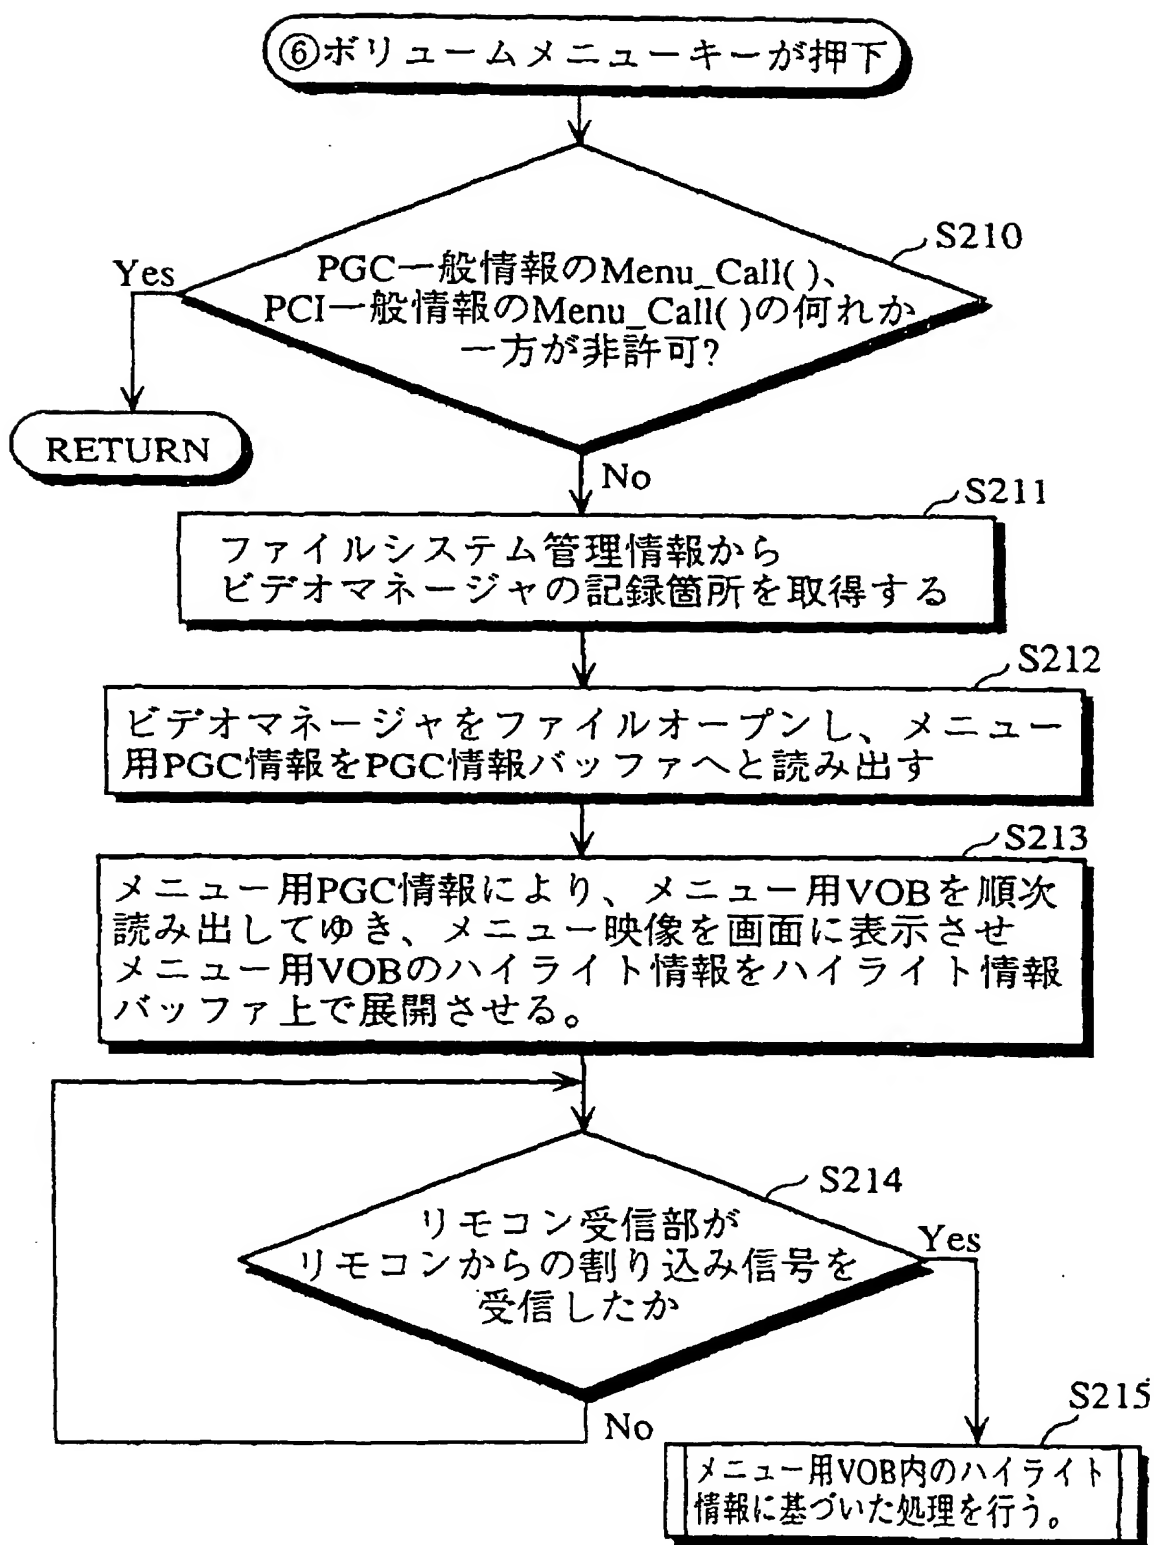 ⑥ボリュームメニューキーが押下
S210
PGC一般情報のMenu_Call( )、
PCI一般情報のMenu_Call( )の何れか
一方が非許可?
Yes
RETURN
No
S211
ファイルシステム管理情報から
ビデオマネージャの記録箇所を取得する
S212
ビデオマネージャをファイルオープンし、メニュー
用PGC情報をPGC情報バッファへと読み出す
S213
メニュー用PGC情報により、メニュー用VOBを順次
読み出してゆき、メニュー映像を画面に表示させ
メニュー用VOBのハイライト情報をハイライト情報
バッファ上で展開させる。
S214
リモコン受信部が
リモコンからの割り込み信号を
受信したか
Yes
No
S215
メニュー用VOB内のハイライト
情報に基づいた処理を行う。